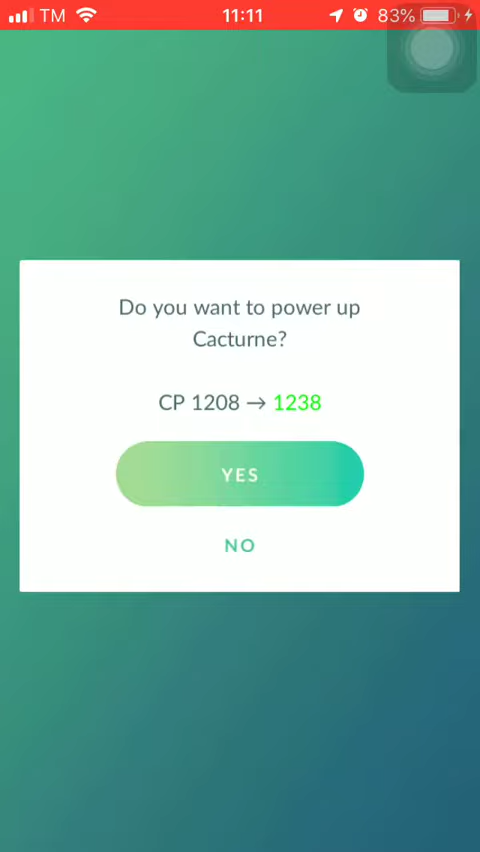 TM 11:11 83%
Do you want to power up
Cacturne?
CP 1208 → 1238
YES
NO